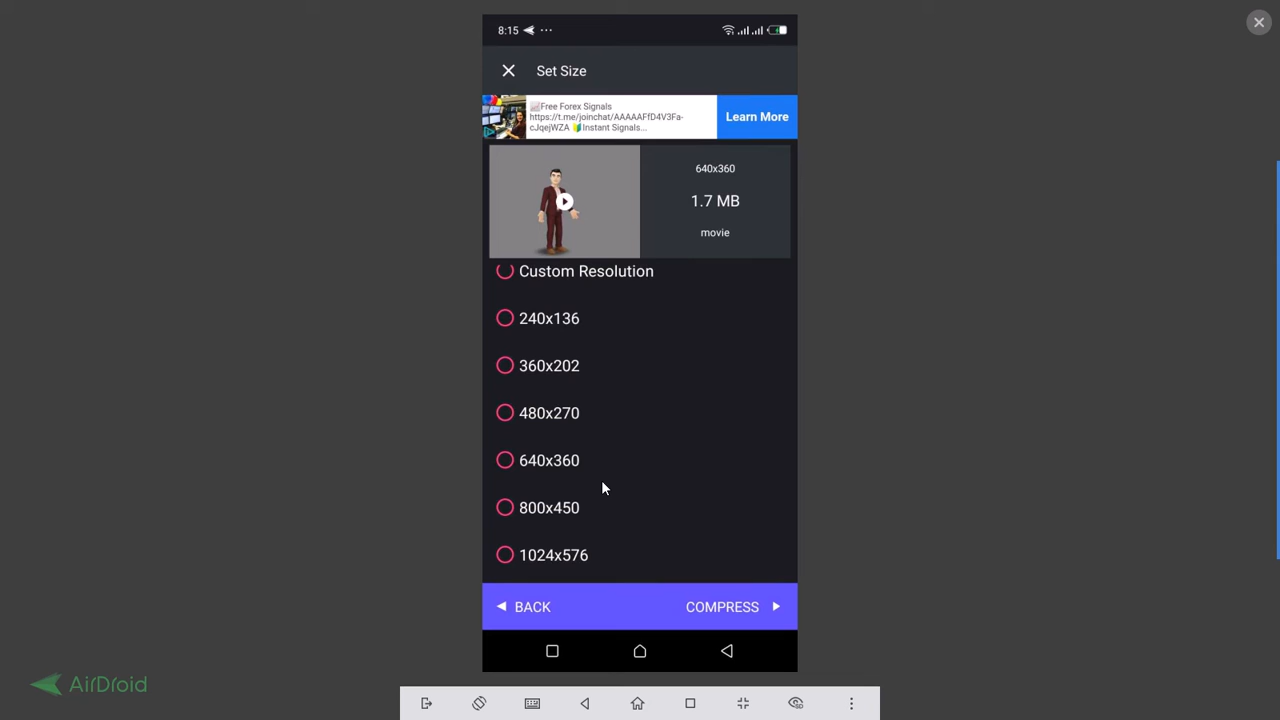 8:15
Set Size
Free Forex Signals
https://t.me/joinchat/AAAAAFfD4V3Fa-
cJqejWZA Instant Signals...
Learn More
640x360
1.7 MB
movie
Custom Resolution
240x136
360x202
480x270
640x360
800x450
1024x576
BACK
COMPRESS
AirDroid